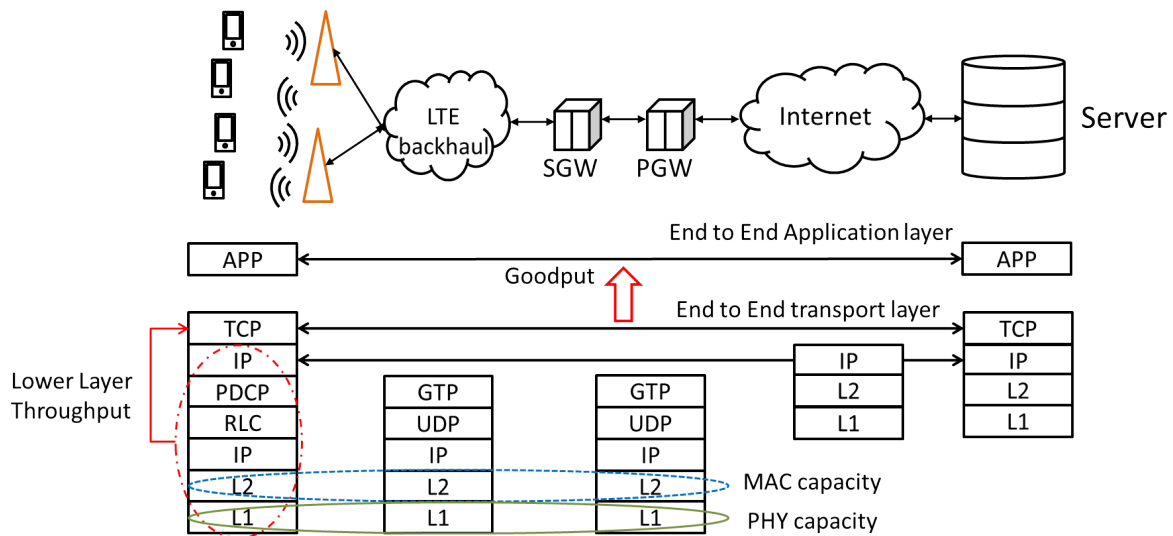 LTE
backhaul
SGW
PGW
Internet
Server
End to End Application layer
APP
APP
Goodput
End to End transport layer
TCP
TCP
IP
IP
IP
Lower Layer
Throughput
PDCP
GTP
GTP
L2
L2
RLC
UDP
UDP
L1
L1
IP
IP
IP
L2
L2
L2
MAC capacity
L1
L1
L1
PHY capacity